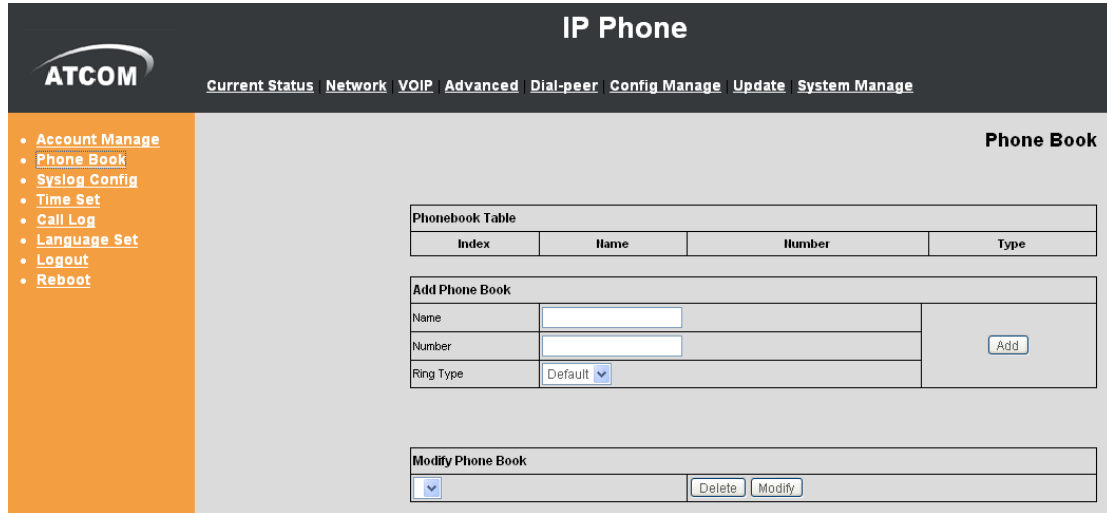 IP Phone
ATCOM
Current Status | Network | VOIP | Advanced | Dial-peer | Config Manage | Update | System Manage
Account Manage
Phone Book
Syslog Config
Time Set
Call Log
Language Set
Logout
Reboot
Phone Book
Phonebook Table
Index Name Number Type
Add Phone Book
Name
Number
Add
Ring Type Default
Modify Phone Book
Delete Modify